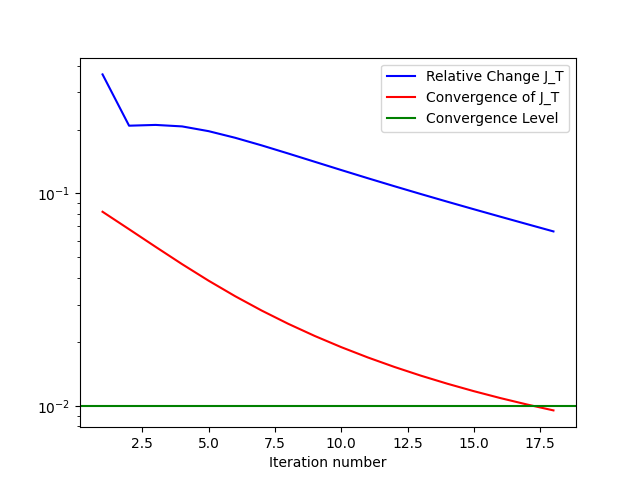 Relative Change J_T
Convergence of J_T
Convergence Level
10⁻¹
10⁻²
2.5 5.0 7.5 10.0 12.5 15.0 17.5
Iteration number